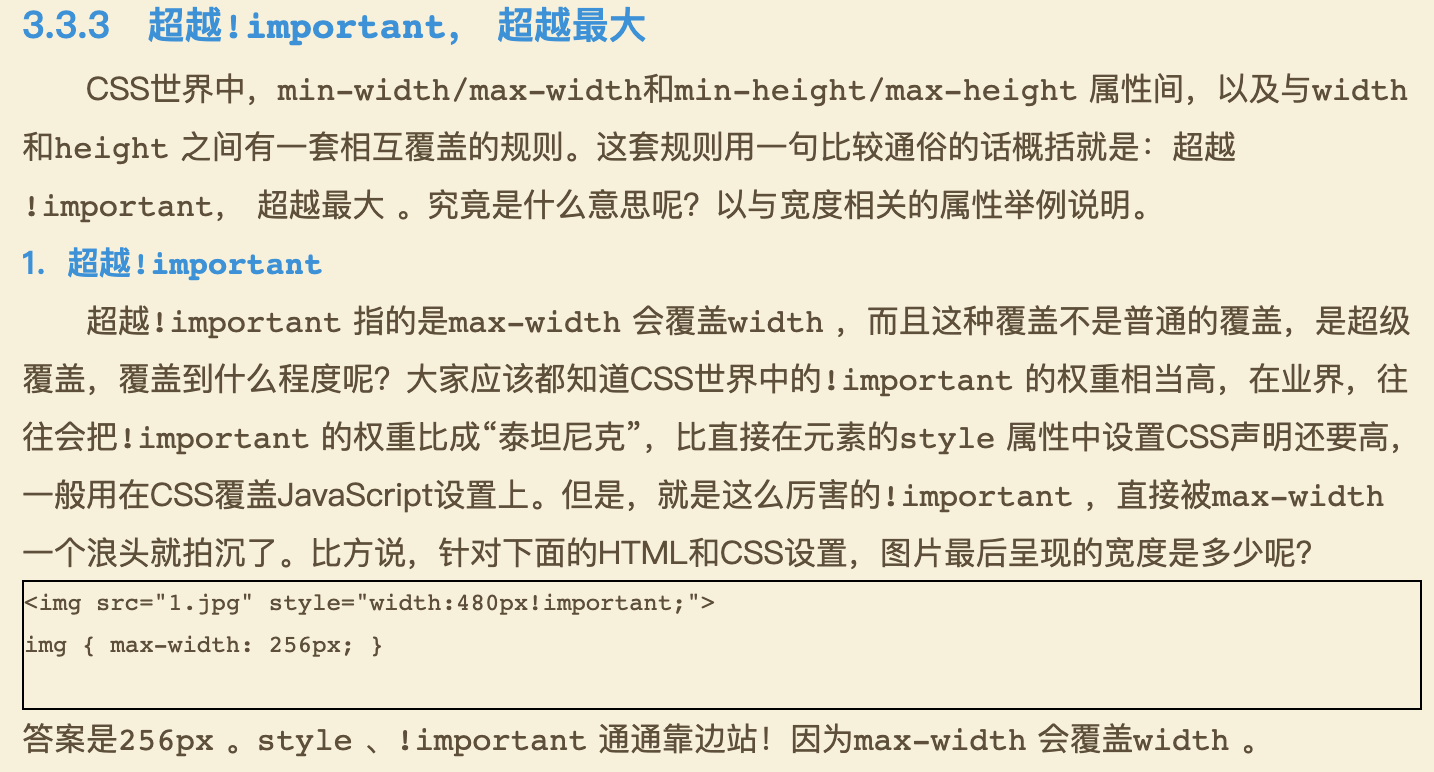 3.3.3 超越!important， 超越最大
CSS世界中，min-width/max-width和min-height/max-height 属性间，以及与width
和height 之间有一套相互覆盖的规则。这套规则用一句比较通俗的话概括就是：超越
!important， 超越最大 。究竟是什么意思呢？以与宽度相关的属性举例说明。
1. 超越!important
超越!important 指的是max-width 会覆盖width ，而且这种覆盖不是普通的覆盖，是超级
覆盖，覆盖到什么程度呢？大家应该都知道CSS世界中的!important 的权重相当高，在业界，往
往会把!important 的权重比成“泰坦尼克”，比直接在元素的style 属性中设置CSS声明还要高，
一般用在CSS覆盖JavaScript设置上。但是，就是这么厉害的!important ，直接被max-width
一个浪头就拍沉了。比方说，针对下面的HTML和CSS设置，图片最后呈现的宽度是多少呢？
<img src="1.jpg" style="width:480px!important;">
img { max-width: 256px; }
答案是256px 。style 、!important 通通靠边站！因为max-width 会覆盖width 。